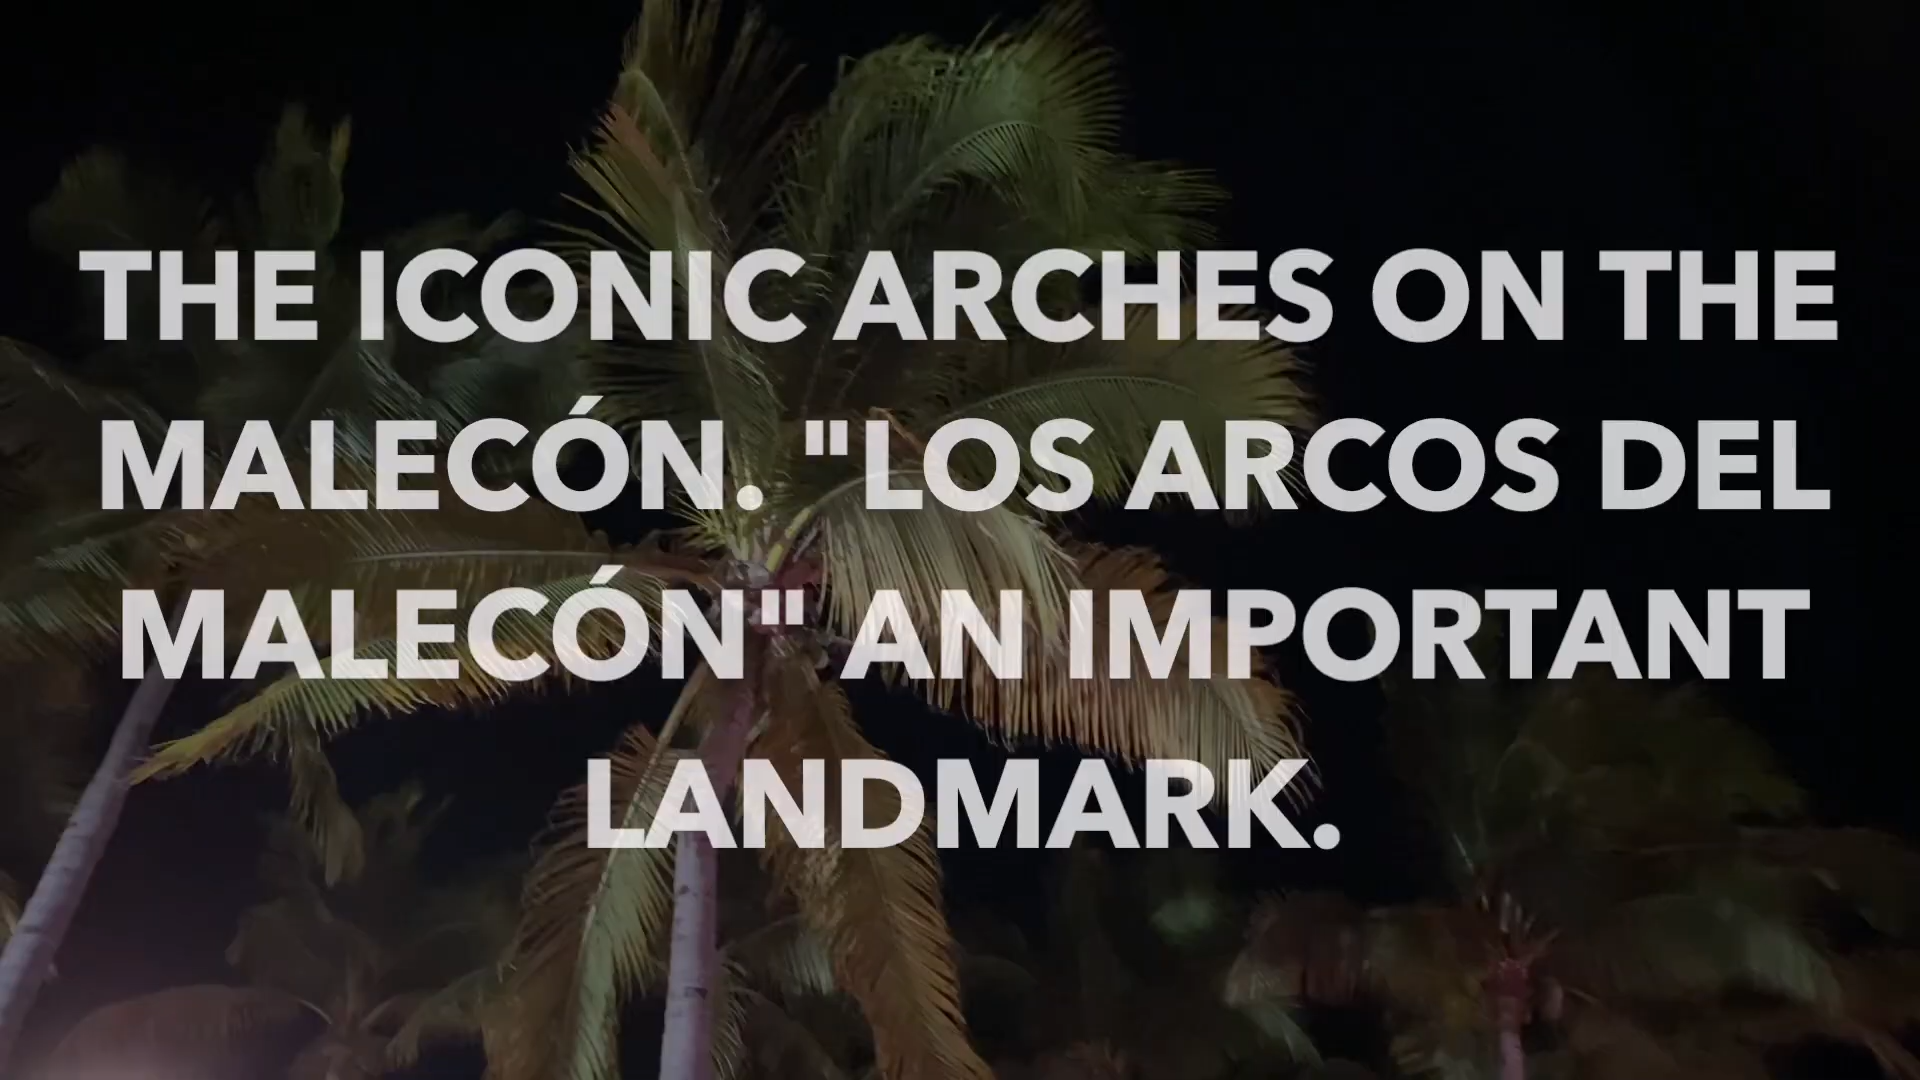 THE ICONIC ARCHES ON THE
MALECÓN. "LOS ARCOS DEL
MALECÓN" AN IMPORTANT
LANDMARK.